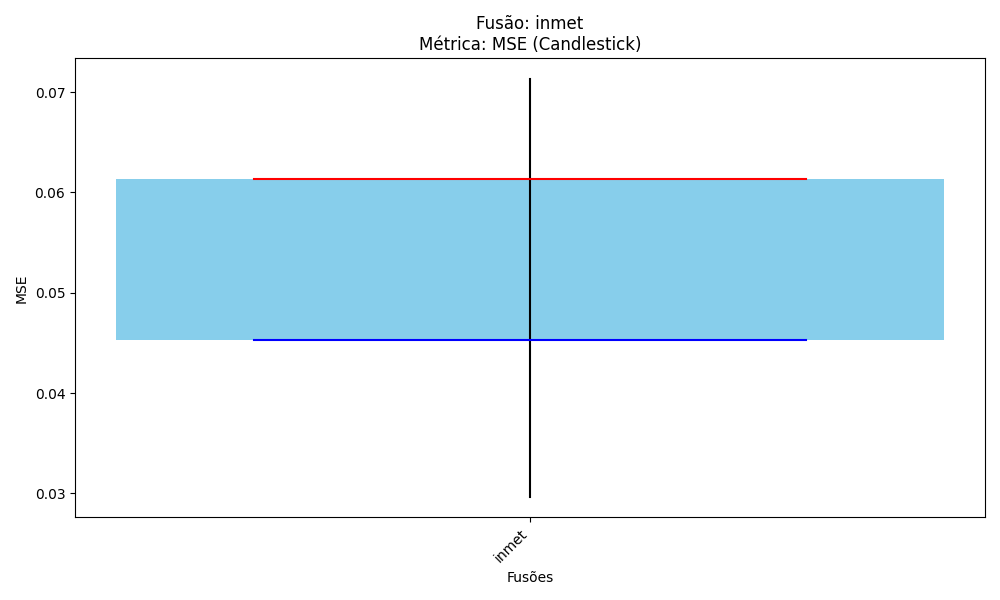 Fusão: inmet
Métrica: MSE (Candlestick)
0.07
0.06
0.05
0.04
0.03
MSE
inmet
Fusões